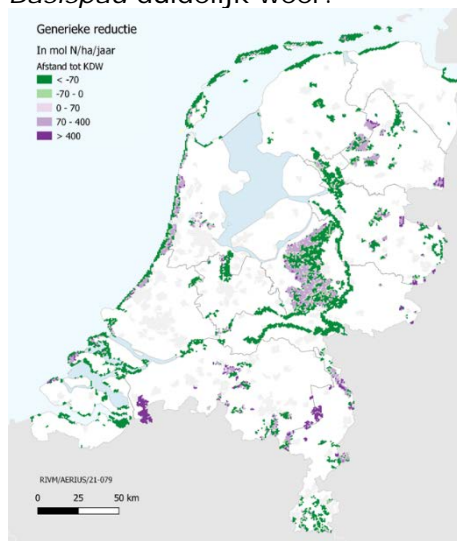 Basispad duidelijk weer?
Generieke reductie
In mol N/ha/jaar
Afstand tot KDW
< -70
-70 - 0
0 - 70
70 - 400
> 400
RIVM/AERIUS/21-079
0 25 50 km